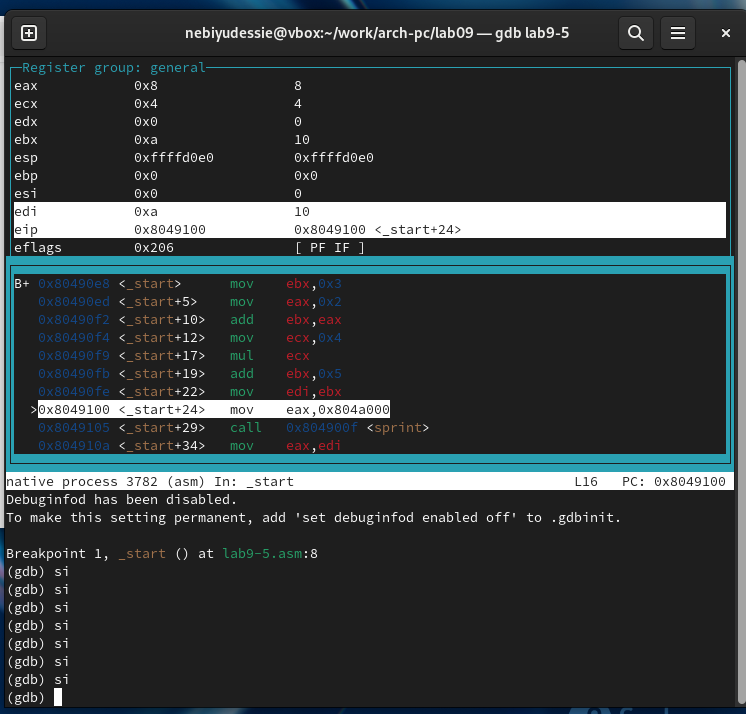 nebiyudessie@vbox:~/work/arch-pc/lab09 — gdb lab9-5
Register group: general
eax 0x8 8
ecx 0x4 4
edx 0x0 0
ebx 0xa 10
esp 0xffffd0e0 0xffffd0e0
ebp 0x0 0x0
esi 0x0 0
edi 0xa 10
eip 0x8049100 0x8049100 <_start+24>
eflags 0x206 [ PF IF ]
B+ 0x80490e8 <_start> mov ebx,0x3
0x80490ed <_start+5> mov eax,0x2
0x80490f2 <_start+10> add ebx,eax
0x80490f4 <_start+12> mov ecx,0x4
0x80490f9 <_start+17> mul ecx
0x80490fb <_start+19> add ebx,0x5
0x80490fe <_start+22> mov edi,ebx
>0x8049100 <_start+24> mov eax,0x804a000
0x8049105 <_start+29> call 0x804900f <sprint>
0x804910a <_start+34> mov eax,edi
native process 3782 (asm) In: _start L16 PC: 0x8049100
Debuginfod has been disabled.
To make this setting permanent, add 'set debuginfod enabled off' to .gdbinit.
Breakpoint 1, _start () at lab9-5.asm:8
(gdb) si
(gdb) si
(gdb) si
(gdb) si
(gdb) si
(gdb) si
(gdb) si
(gdb)